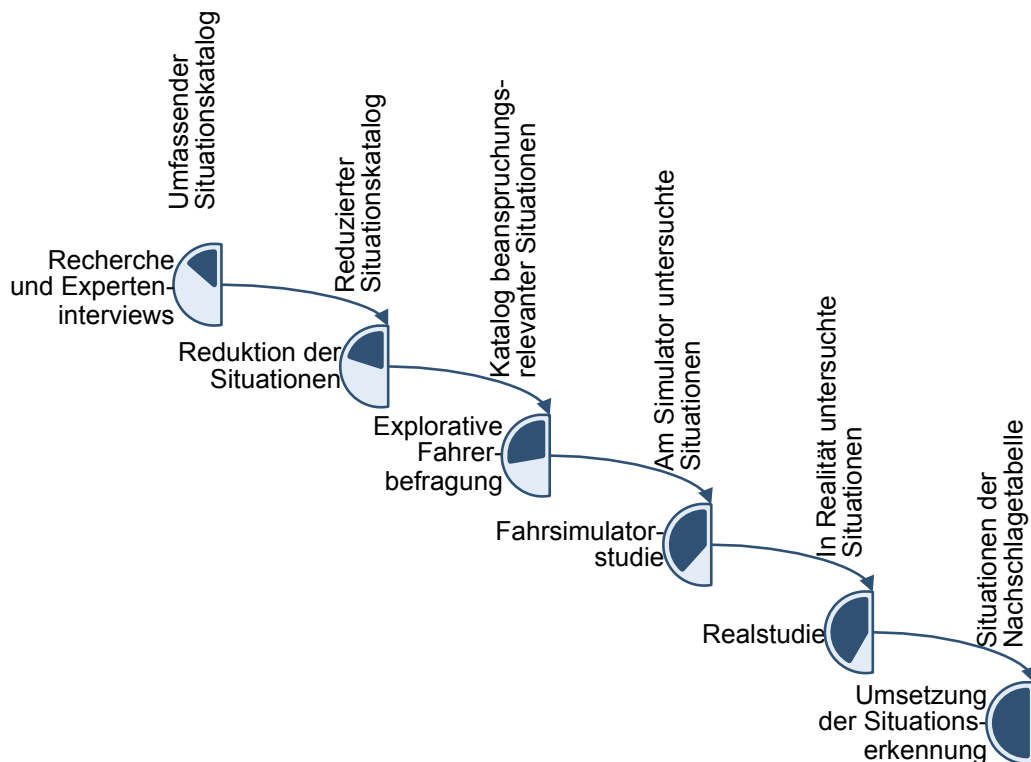 Umfassender
Situationskatalog
Recherche
und Experten-
interviews
Reduzierter
Situationskatalog
Reduktion der
Situationen
Katalog beanspruchungs-
relevanter Situationen
Explorative
Fahrer-
befragung
Am Simulator untersuchte
Situationen
Fahrsimulator-
studie
In Realität untersuchte
Situationen
Realstudie
Situationen der
Nachschlagetabelle
Umsetzung
der Situations-
erkennung